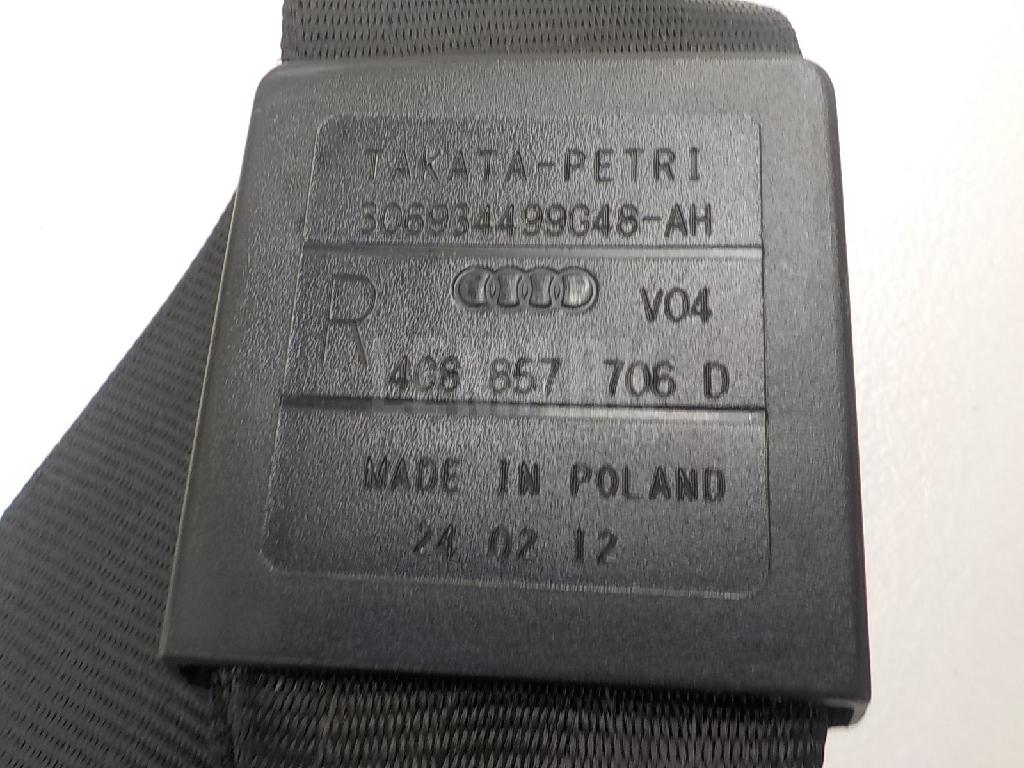 TAKATA-PETRI
306934499G48-AH
R V04
4G8 857 706 D
MADE IN POLAND
24 02 12